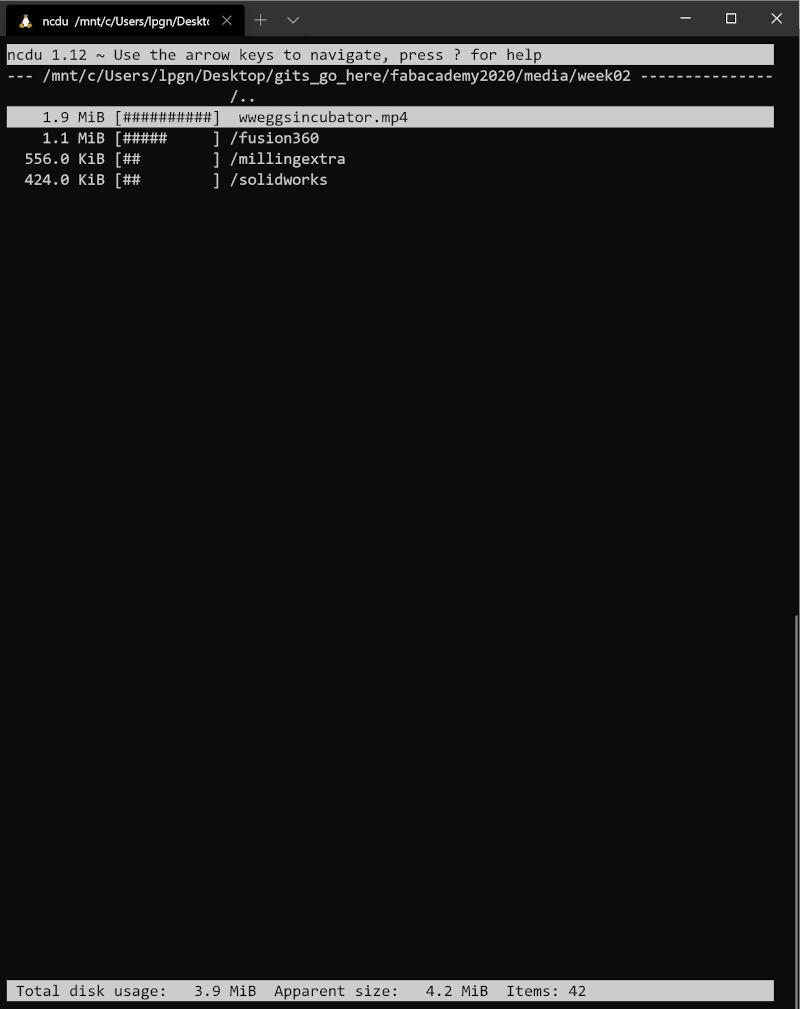 ncdu /mnt/c/Users/lpgn/Deskto
ncdu 1.12 ~ Use the arrow keys to navigate, press ? for help
--- /mnt/c/Users/lpgn/Desktop/gits_go_here/fabacademy2020/media/week02 ---------------
/..
1.9 MiB [##########]  wweggsincubator.mp4
1.1 MiB [#####     ] /fusion360
556.0 KiB [##        ] /millingextra
424.0 KiB [##        ] /solidworks
Total disk usage:   3.9 MiB  Apparent size:   4.2 MiB  Items: 42